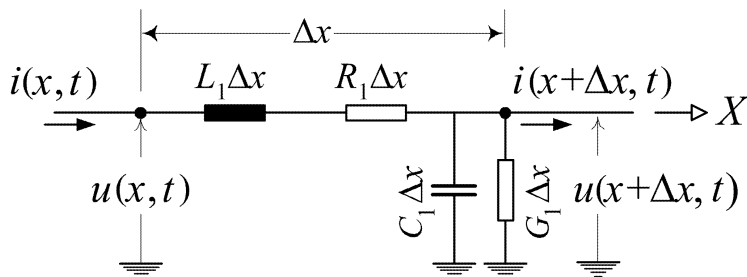 Δx
i(x,t) L₁Δx R₁Δx i(x+Δx, t)
X
u(x,t) C₁Δx G₁Δx u(x+Δx, t)